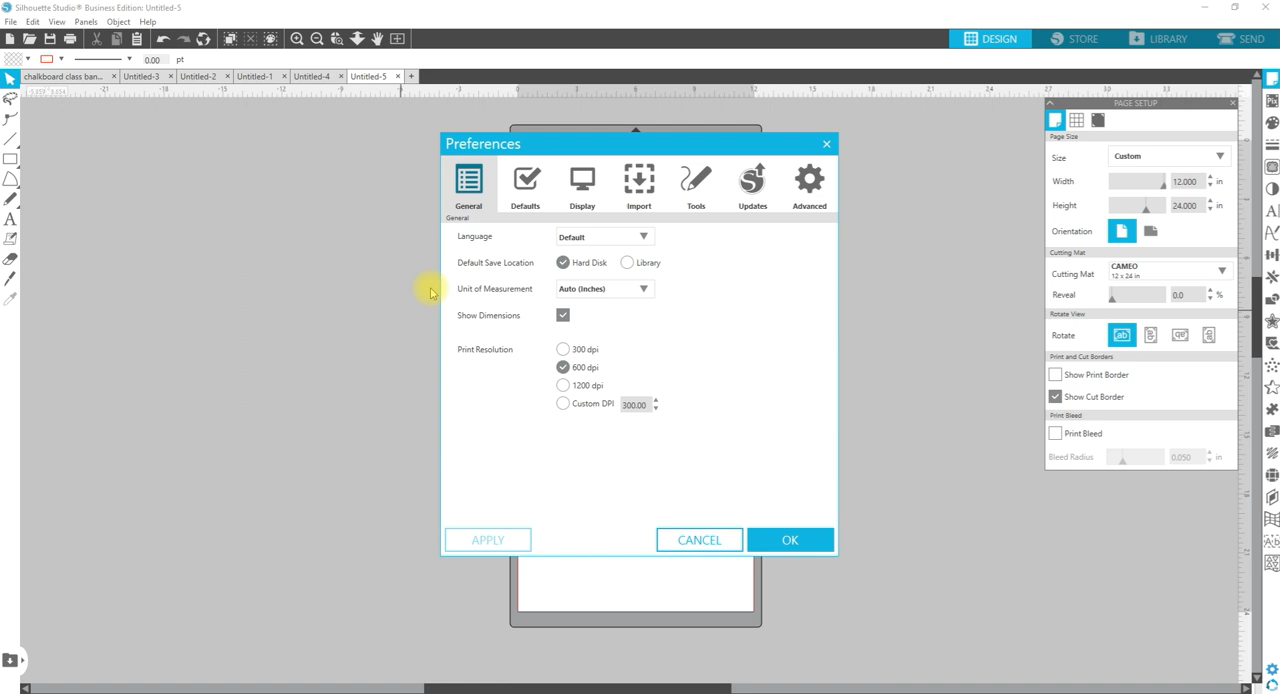 Silhouette Studio® Business Edition: Untitled-5
File Edit View Panels Object Help
DESIGN STORE LIBRARY SEND
0.00 pt
chalkboard class ban... Untitled-3 Untitled-2 Untitled-1 Untitled-4 Untitled-5
PAGE SETUP
Page Size
Size Custom
Width 12.000 in
Height 24.000 in
Orientation
Cutting Mat
Cutting Mat CAMEO
12 x 24 in
Reveal 0.0 %
Rotate View
Rotate
Print and Cut Borders
Show Print Border
Show Cut Border
Print Bleed
Print Bleed
Bleed Radius 0.050 in
Preferences
General Defaults Display Import Tools Updates Advanced
General
Language Default
Default Save Location Hard Disk Library
Unit of Measurement Auto (Inches)
Show Dimensions
Print Resolution 300 dpi
600 dpi
1200 dpi
Custom DPI 300.00
APPLY CANCEL OK